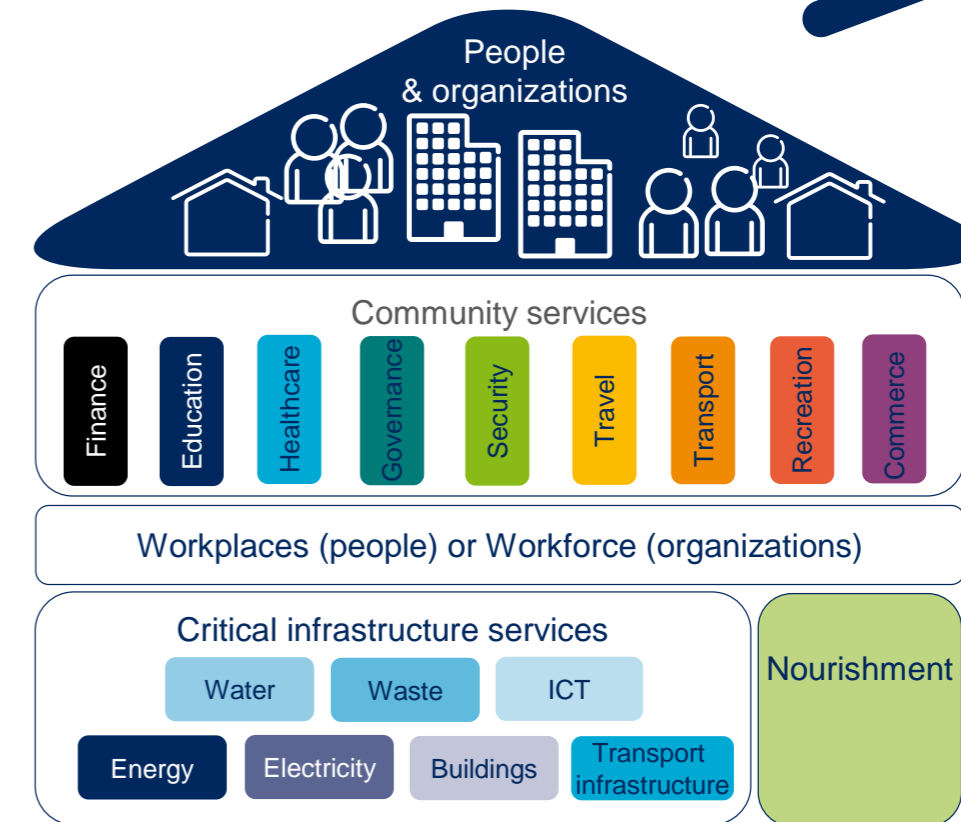 People
& organizations
Community services
Finance
Education
Healthcare
Governance
Security
Travel
Transport
Recreation
Commerce
Workplaces (people) or Workforce (organizations)
Critical infrastructure services
Water
Waste
ICT
Energy
Electricity
Buildings
Transport
infrastructure
Nourishment